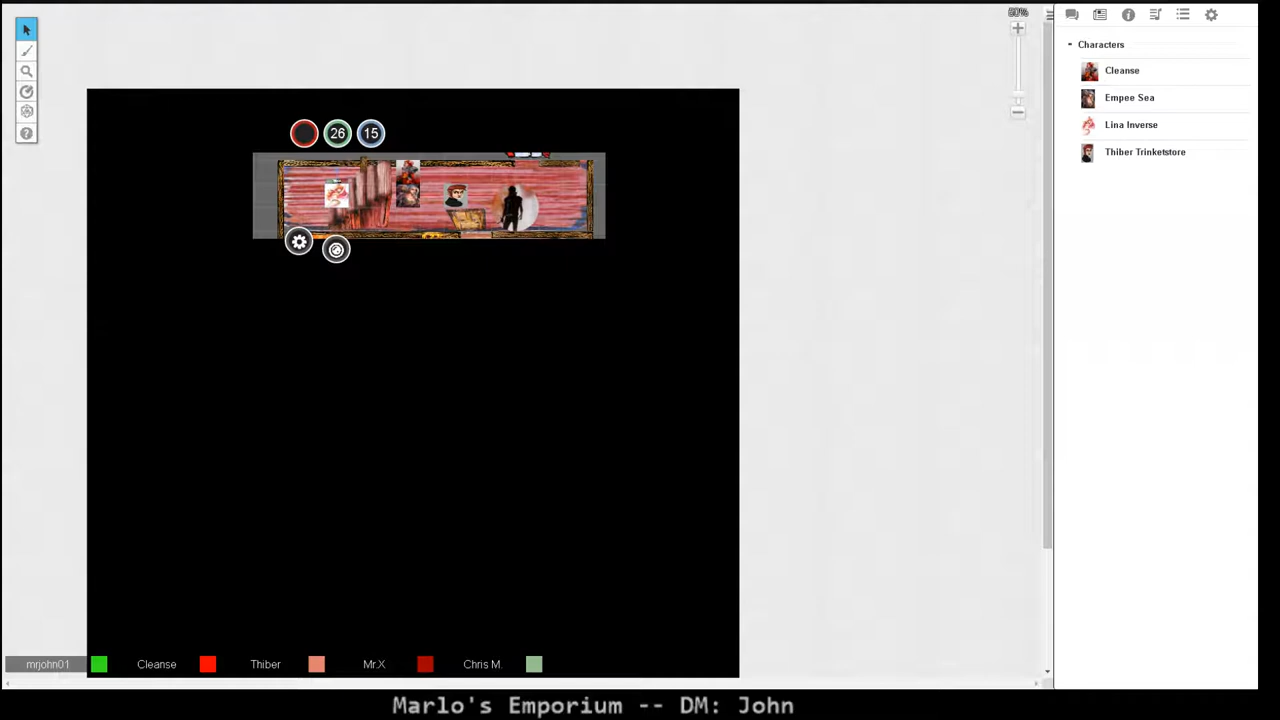 80%
Characters
Cleanse
Empee Sea
Lina Inverse
Thiber Trinketstore
26 15
mrjohn01 Cleanse Thiber Mr.X Chris M.
Marlo's Emporium -- DM: John